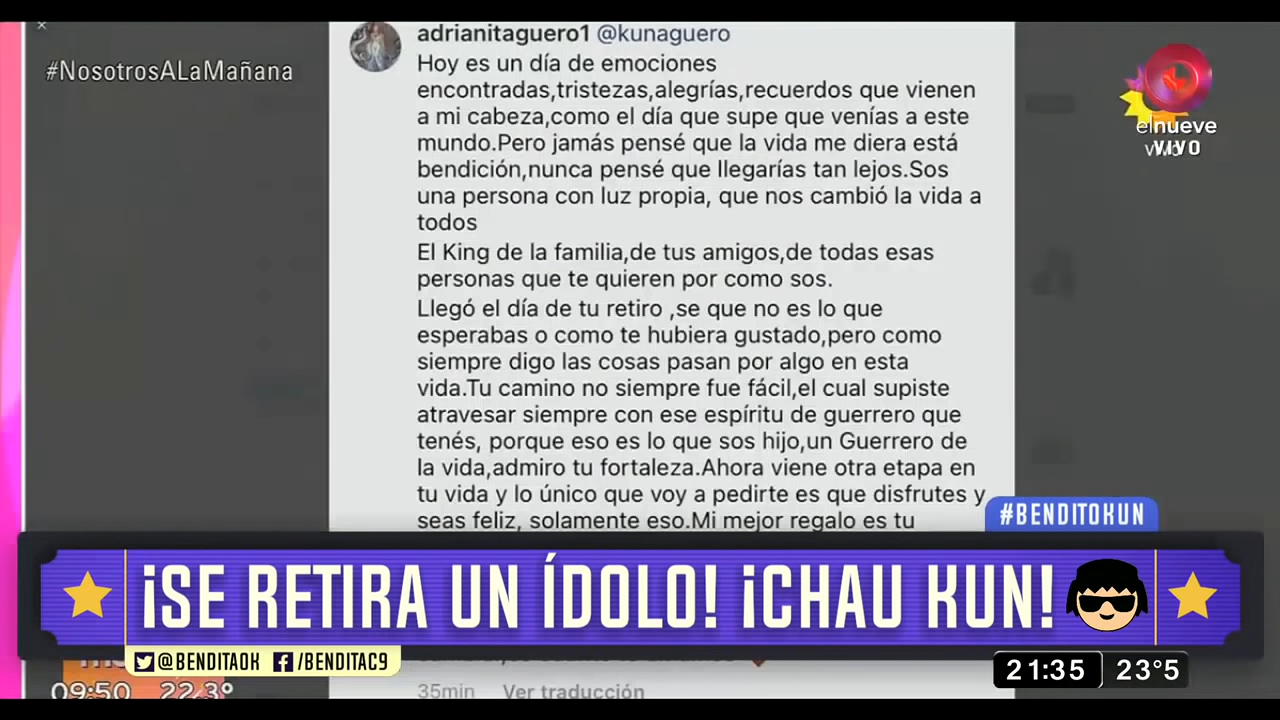 #NosotrosALaMañana
adrianitaguero1 @kunaguero
Hoy es un día de emociones
encontradas,tristezas,alegrías,recuerdos que vienen
a mi cabeza,como el día que supe que venías a este
mundo.Pero jamás pensé que la vida me diera está
bendición,nunca pensé que llegarías tan lejos.Sos
una persona con luz propia, que nos cambió la vida a
todos
El King de la familia,de tus amigos,de todas esas
personas que te quieren por como sos.
Llegó el día de tu retiro ,se que no es lo que
esperabas o como te hubiera gustado,pero como
siempre digo las cosas pasan por algo en esta
vida.Tu camino no siempre fue fácil,el cual supiste
atravesar siempre con ese espíritu de guerrero que
tenés, porque eso es lo que sos hijo,un Guerrero de
la vida,admiro tu fortaleza.Ahora viene otra etapa en
tu vida y lo único que voy a pedirte es que disfrutes y
seas feliz, solamente eso.Mi mejor regalo es tu
elnueve
VIVO
#BENDITOKUN
¡SE RETIRA UN ÍDOLO! ¡CHAU KUN!
@BENDITAOK /BENDITAC9
09:50 22.3°
35min Ver traducción
21:35 23°5